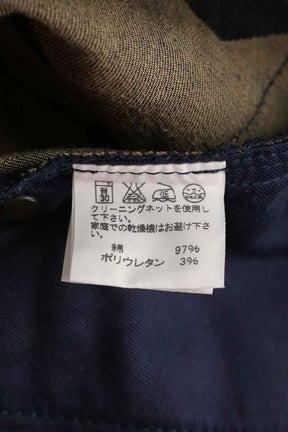 30
クリーニングネットを使用し
て下さい。
家庭での乾燥機はお避け下さ
い。
綿 97%
ポリウレタン 3%